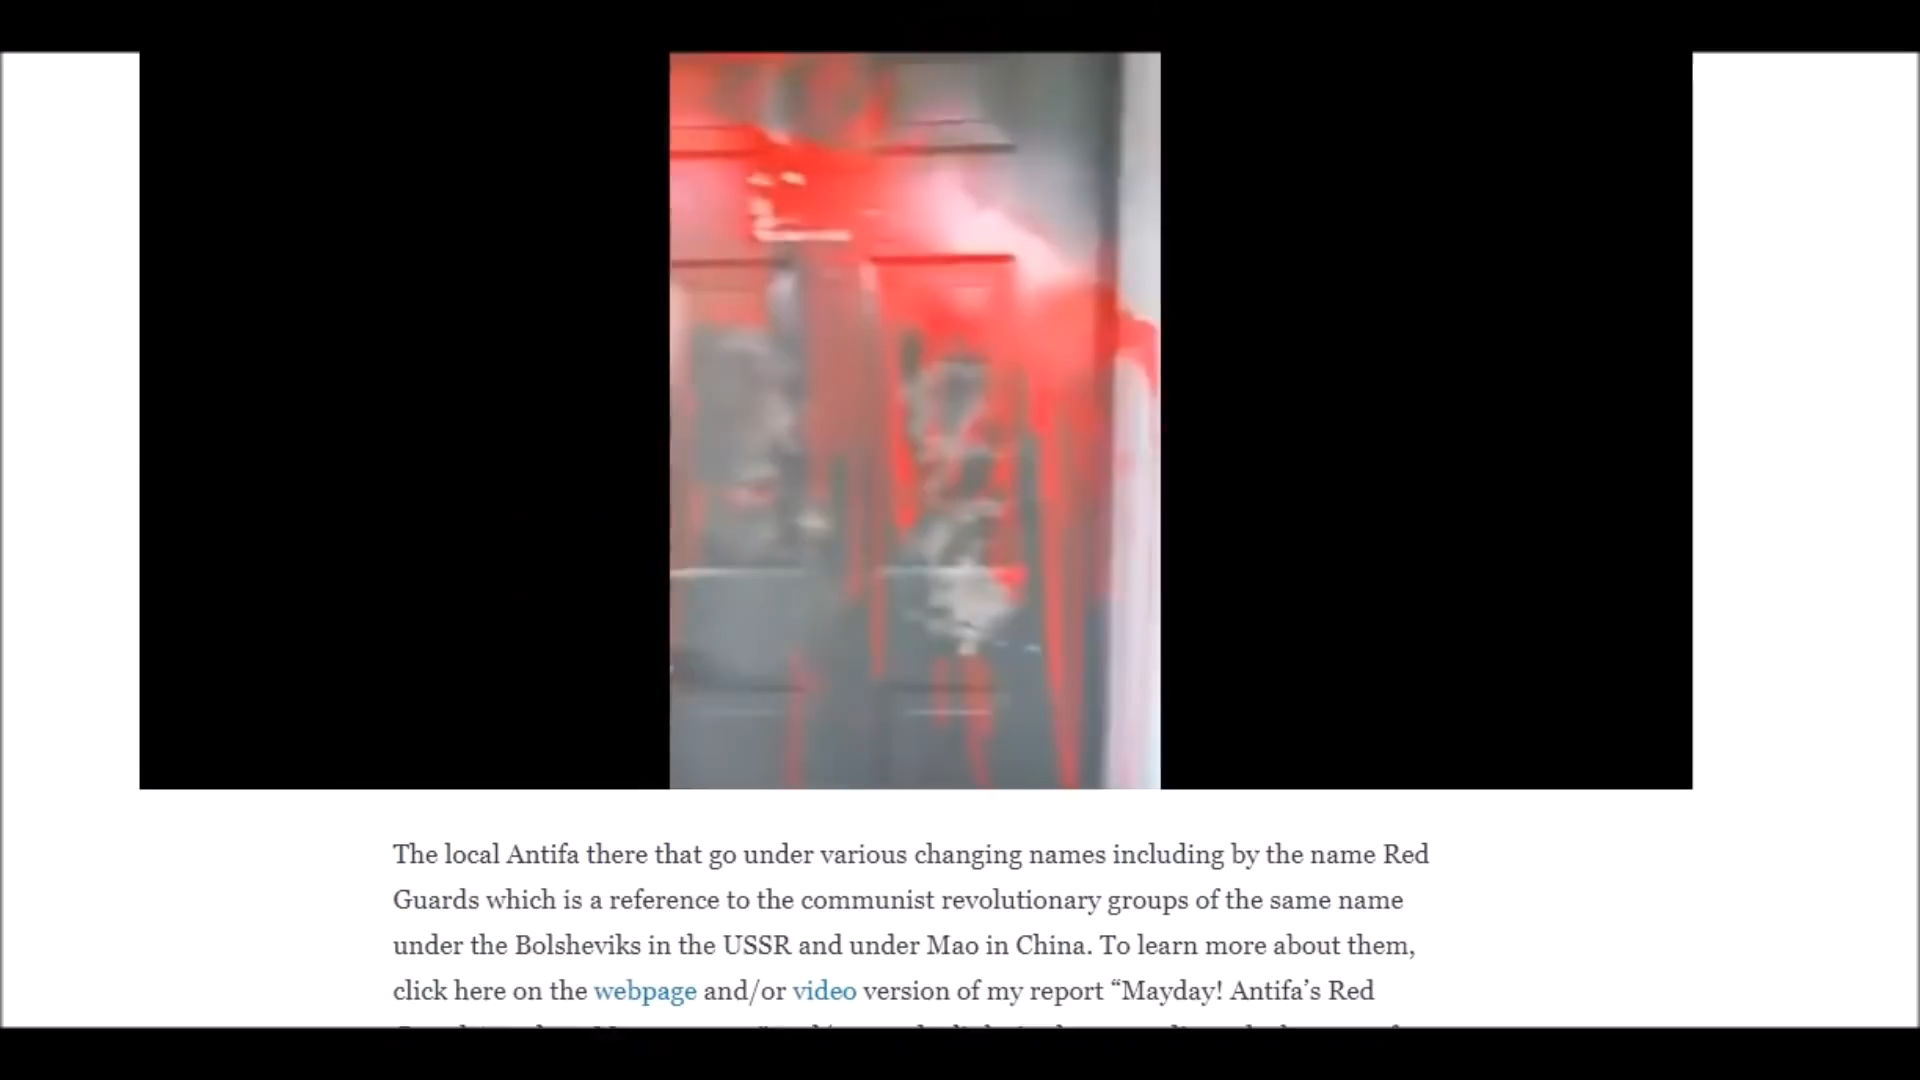 The local Antifa there that go under various changing names including by the name Red
Guards which is a reference to the communist revolutionary groups of the same name
under the Bolsheviks in the USSR and under Mao in China. To learn more about them,
click here on the webpage and/or video version of my report “Mayday! Antifa’s Red